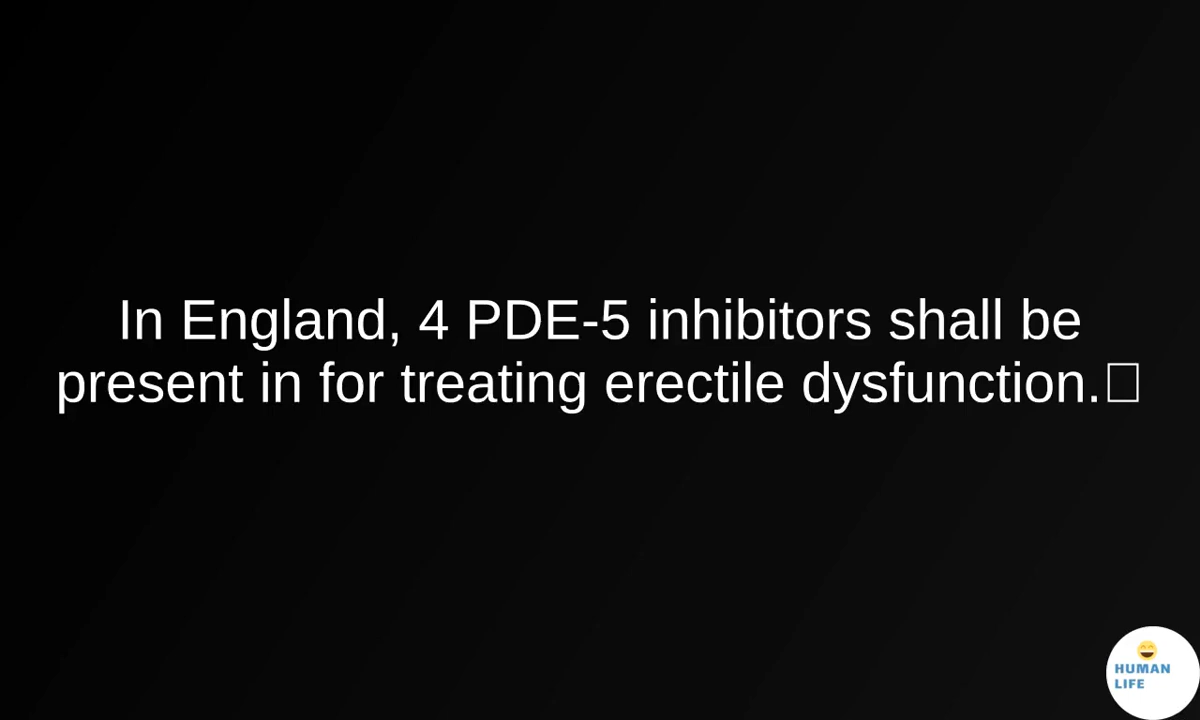 In England, 4 PDE-5 inhibitors shall be
present in for treating erectile dysfunction.
HUMAN
LIFE